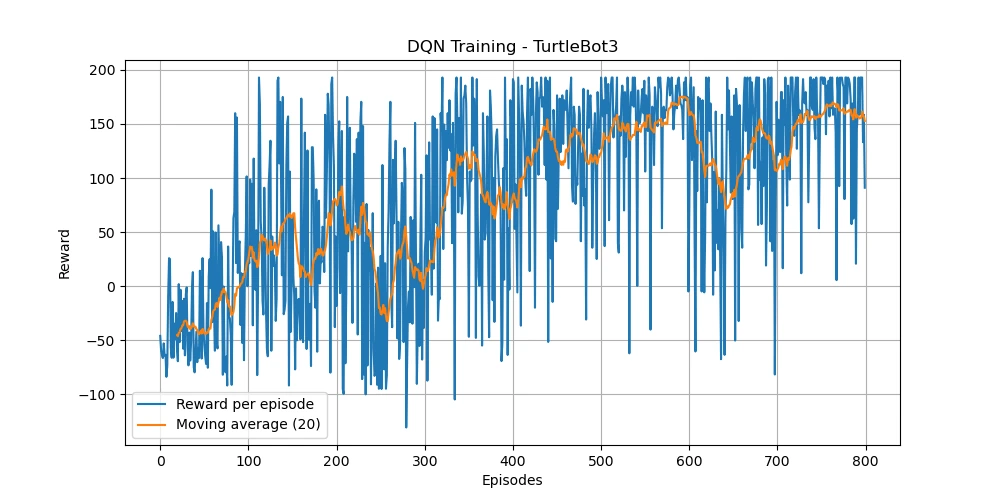 DQN Training - TurtleBot3
Reward
200
150
100
50
0
−50
−100
Reward per episode
Moving average (20)
0 100 200 300 400 500 600 700 800
Episodes